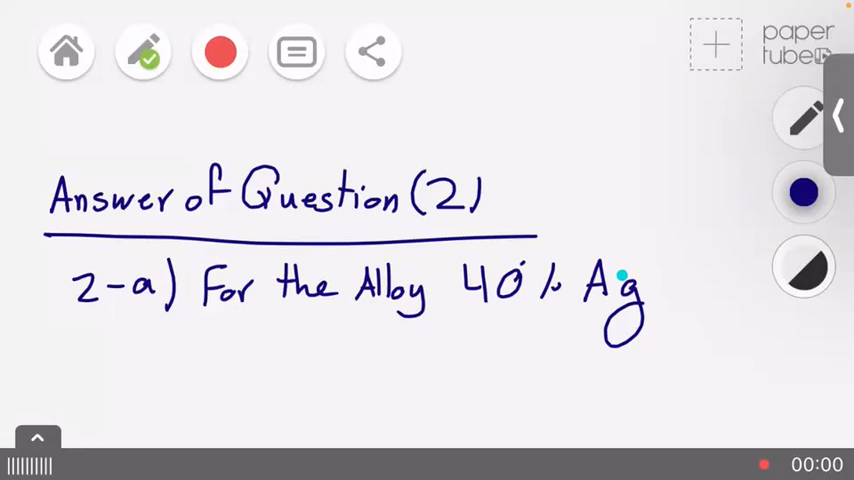 paper
tube
Answer of Question (2)
2-a) For the Alloy 40% Ag
00:00